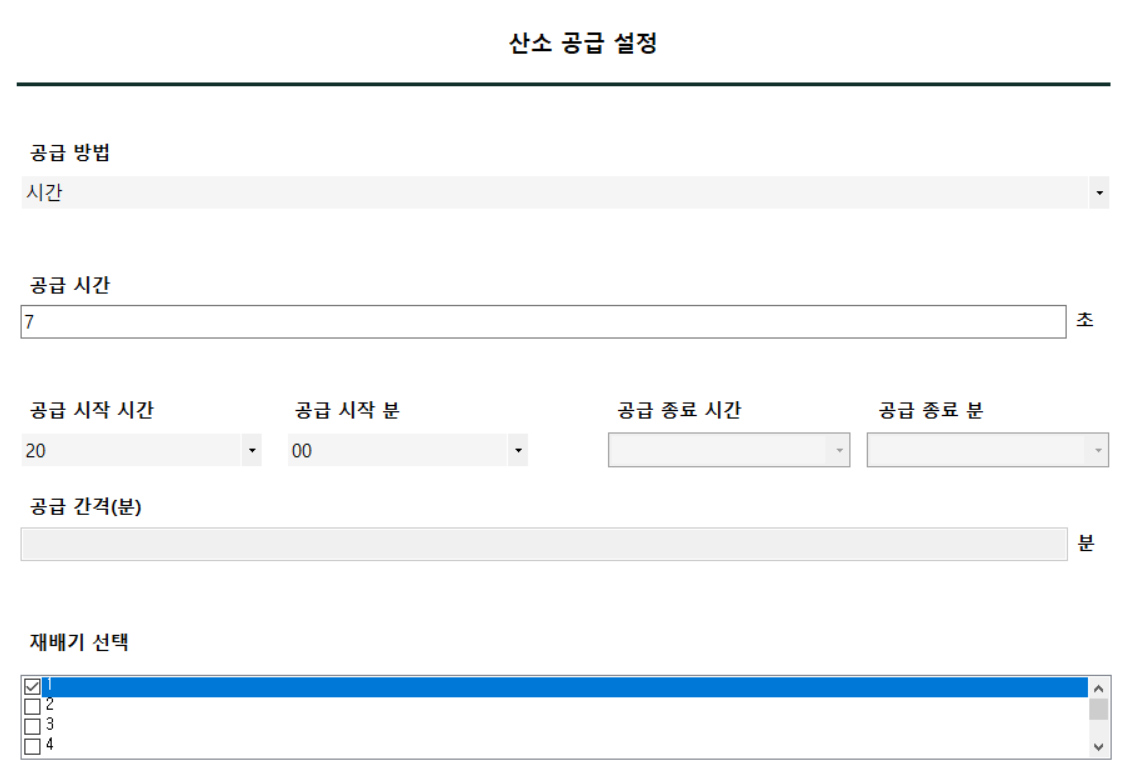 산소 공급 설정
공급 방법
시간
공급 시간
7 초
공급 시작 시간 공급 시작 분 공급 종료 시간 공급 종료 분
20 00
공급 간격(분)
분
재배기 선택
1
2
3
4